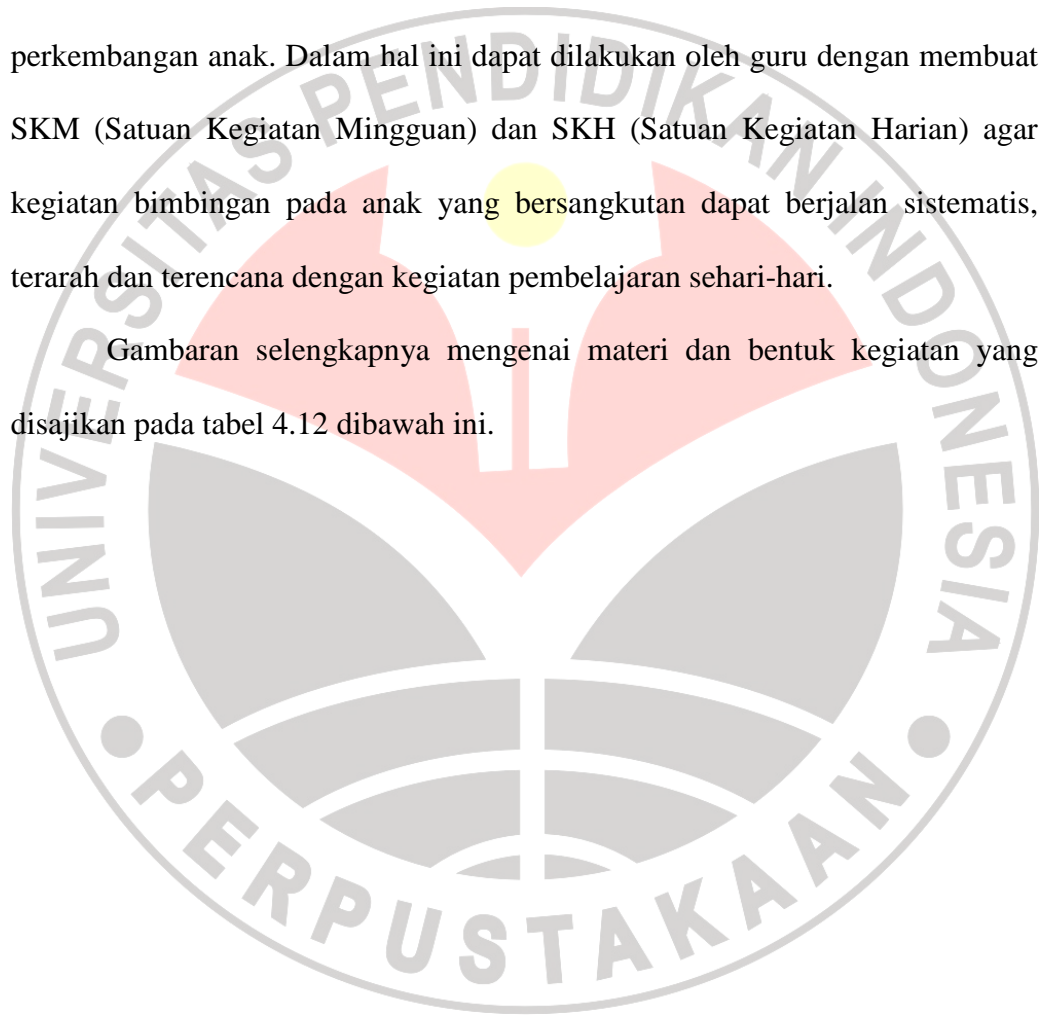 perkembangan anak. Dalam hal ini dapat dilakukan oleh guru dengan membuat
SKM (Satuan Kegiatan Mingguan) dan SKH (Satuan Kegiatan Harian) agar
kegiatan bimbingan pada anak yang bersangkutan dapat berjalan sistematis,
terarah dan terencana dengan kegiatan pembelajaran sehari-hari.
Gambaran selengkapnya mengenai materi dan bentuk kegiatan yang
disajikan pada tabel 4.12 dibawah ini.
UNIVERSITAS PENDIDIKAN INDONESIA
PERPUSTAKAAN